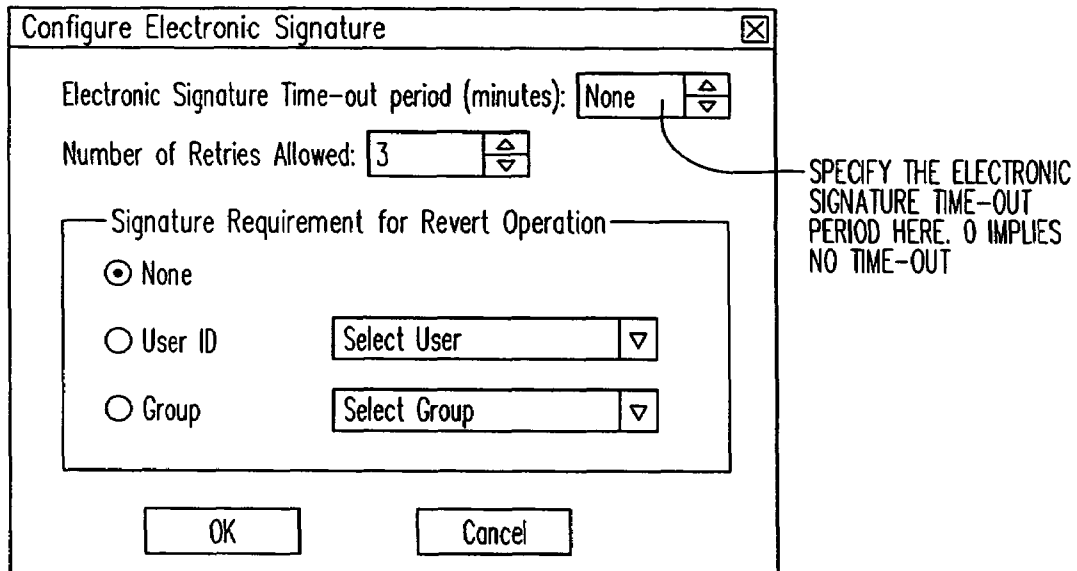 Configure Electronic Signature
Electronic Signature Time-out period (minutes): None
Number of Retries Allowed: 3
SPECIFY THE ELECTRONIC
SIGNATURE TIME-OUT
PERIOD HERE. 0 IMPLIES
NO TIME-OUT
Signature Requirement for Revert Operation
None
User ID Select User
Group Select Group
OK Cancel